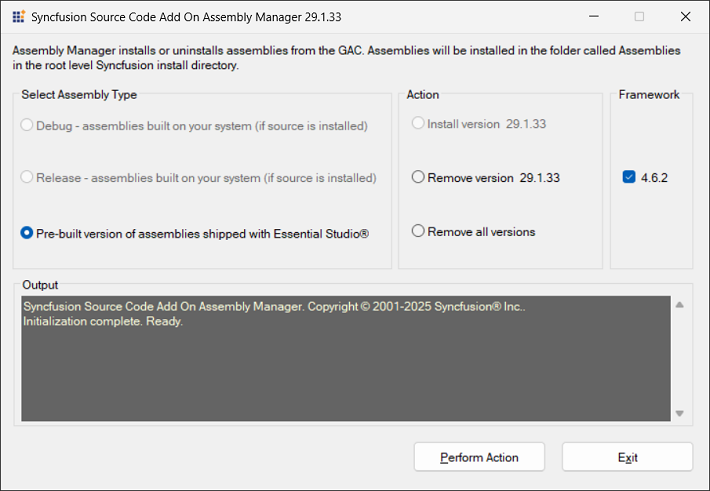 Syncfusion Source Code Add On Assembly Manager 29.1.33
Assembly Manager installs or uninstalls assemblies from the GAC. Assemblies will be installed in the folder called Assemblies
in the root level Syncfusion install directory.
Select Assembly Type
Debug - assemblies built on your system (if source is installed)
Release - assemblies built on your system (if source is installed)
Pre-built version of assemblies shipped with Essential Studio®
Action
Install version 29.1.33
Remove version 29.1.33
Remove all versions
Framework
4.6.2
Output
Syncfusion Source Code Add On Assembly Manager. Copyright © 2001-2025 Syncfusion® Inc..
Initialization complete. Ready.
Perform Action
Exit